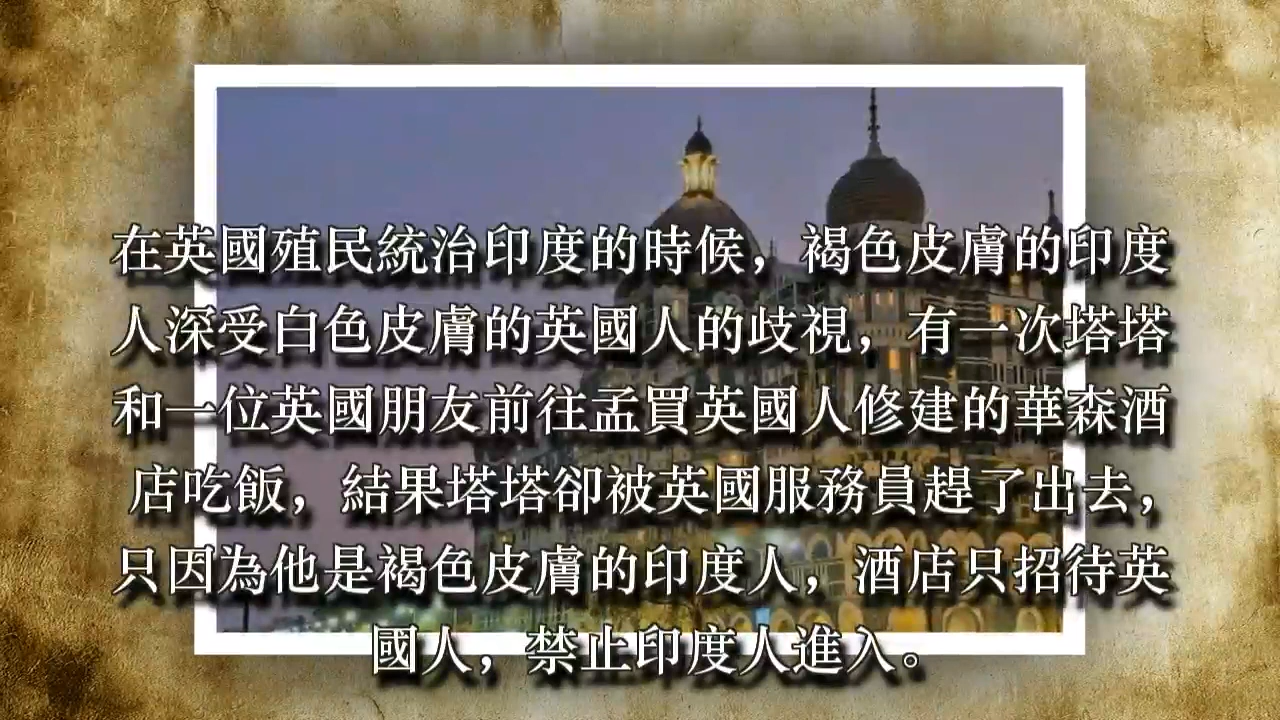 在英國殖民統治印度的時候，褐色皮膚的印度
人深受白色皮膚的英國人的歧視，有一次塔塔
和一位英國朋友前往孟買英國人修建的華森酒
店吃飯，結果塔塔卻被英國服務員趕了出去，
只因為他是褐色皮膚的印度人，酒店只招待英
國人，禁止印度人進入。